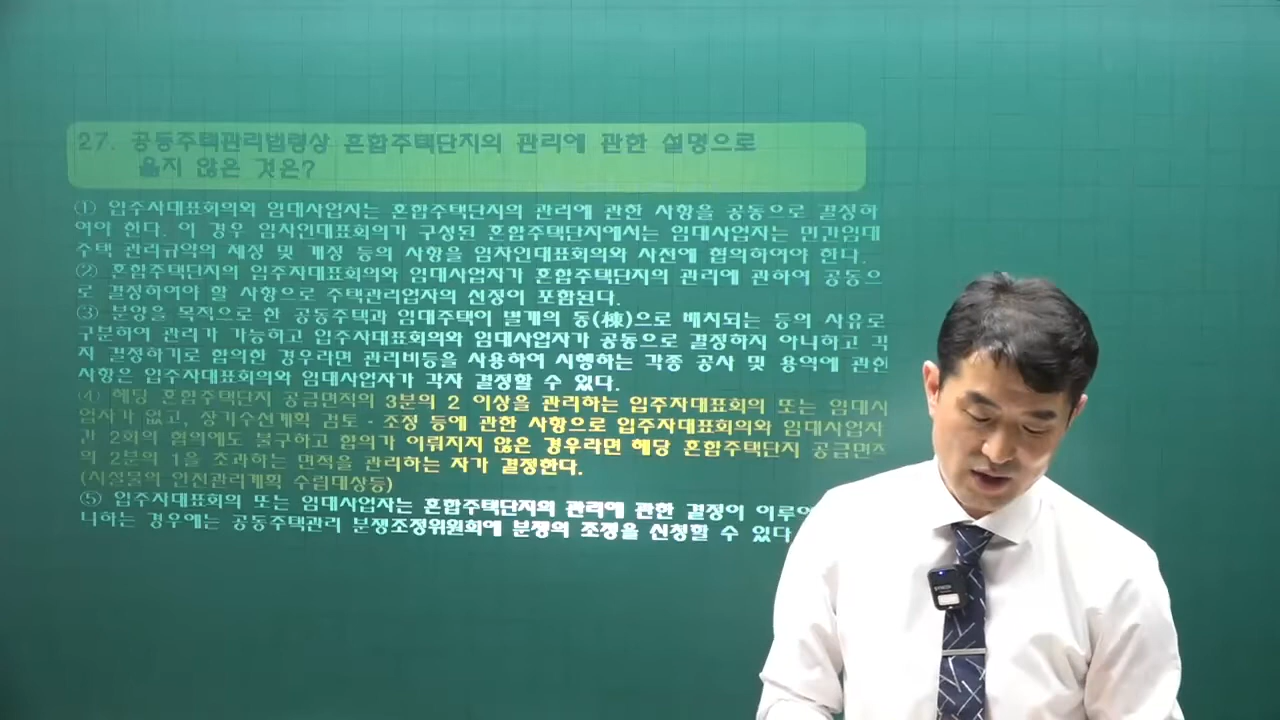 27. 공동주택관리법령상 혼합주택단지의 관리에 관한 설명으로
옳지 않은 것은?
① 입주자대표회의와 임대사업자는 혼합주택단지의 관리에 관한 사항을 공동으로 결정하
여야 한다. 이 경우 임차인대표회의가 구성된 혼합주택단지에서는 임대사업자는 민간임대
주택 관리규약의 제정 및 개정 등의 사항을 임차인대표회의와 사전에 협의하여야 한다.
② 혼합주택단지의 입주자대표회의와 임대사업자가 혼합주택단지의 관리에 관하여 공동으
로 결정하여야 할 사항으로 주택관리업자의 선정이 포함된다.
③ 분양을 목적으로 한 공동주택과 임대주택이 별개의 동(棟)으로 배치되는 등의 사유로
구분하여 관리가 가능하고 입주자대표회의와 임대사업자가 공동으로 결정하지 아니하고 각
자 결정하기로 합의한 경우라면 관리비등을 사용하여 시행하는 각종 공사 및 용역에 관한
사항은 입주자대표회의와 임대사업자가 각자 결정할 수 있다.
④ 해당 혼합주택단지 공급면적의 3분의 2 이상을 관리하는 입주자대표회의 또는 임대사
업자가 없고, 장기수선계획 검토·조정 등에 관한 사항으로 입주자대표회의와 임대사업자
간 2회의 협의에도 불구하고 합의가 이뤄지지 않은 경우라면 해당 혼합주택단지 공급면적
의 2분의 1을 초과하는 면적을 관리하는 자가 결정한다.
(시설물의 안전관리계획 수립대상등)
⑤ 입주자대표회의 또는 임대사업자는 혼합주택단지의 관리에 관한 결정이 이루어
니하는 경우에는 공동주택관리 분쟁조정위원회에 분쟁의 조정을 신청할 수 있다